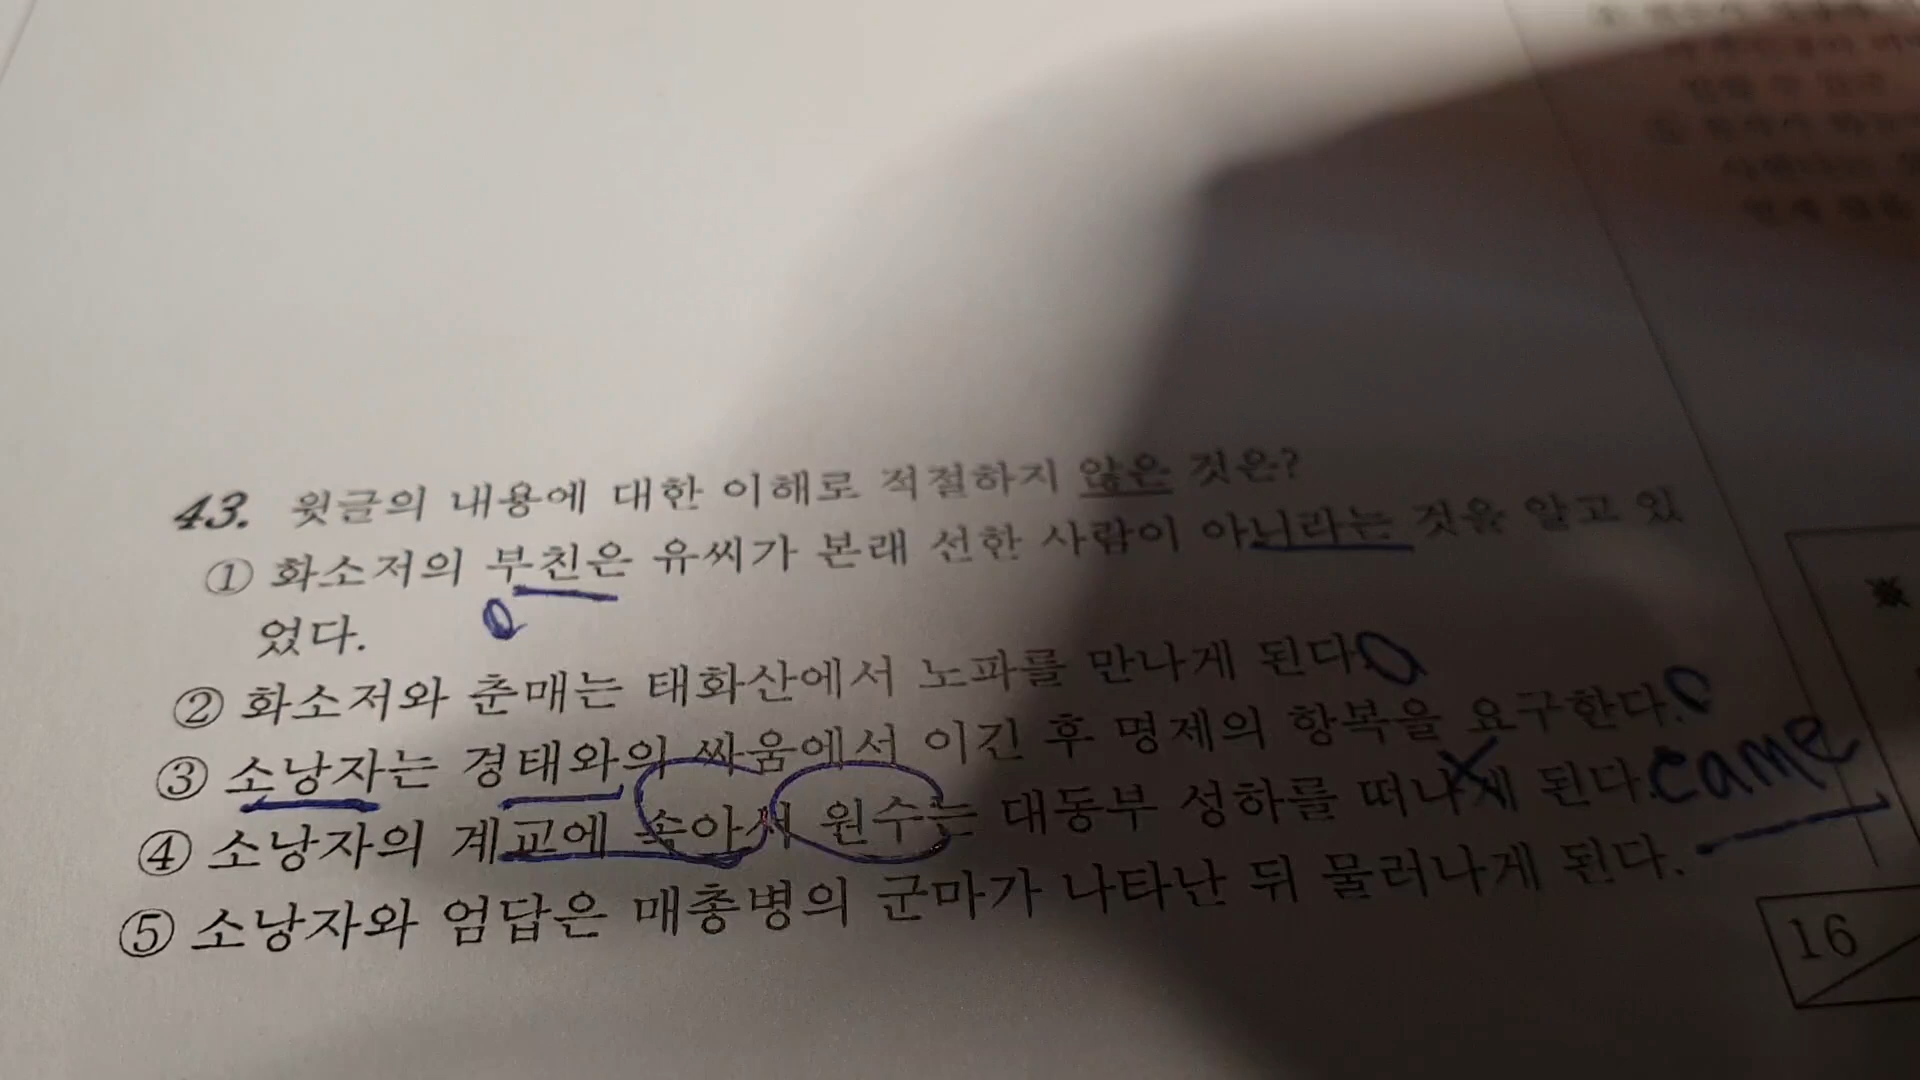 43. 윗글의 내용에 대한 이해로 적절하지 않은 것은?
① 화소저의 부친은 유씨가 본래 선한 사람이 아니라는 것을 알고 있
었다.
② 화소저와 춘매는 태화산에서 노파를 만나게 된다.
③ 소낭자는 경태와의 싸움에서 이긴 후 명제의 항복을 요구한다.
④ 소낭자의 계교에 속아서 원수는 대동부 성하를 떠나게 된다. came
⑤ 소낭자와 엄답은 매총병의 군마가 나타난 뒤 물러나게 된다.
16